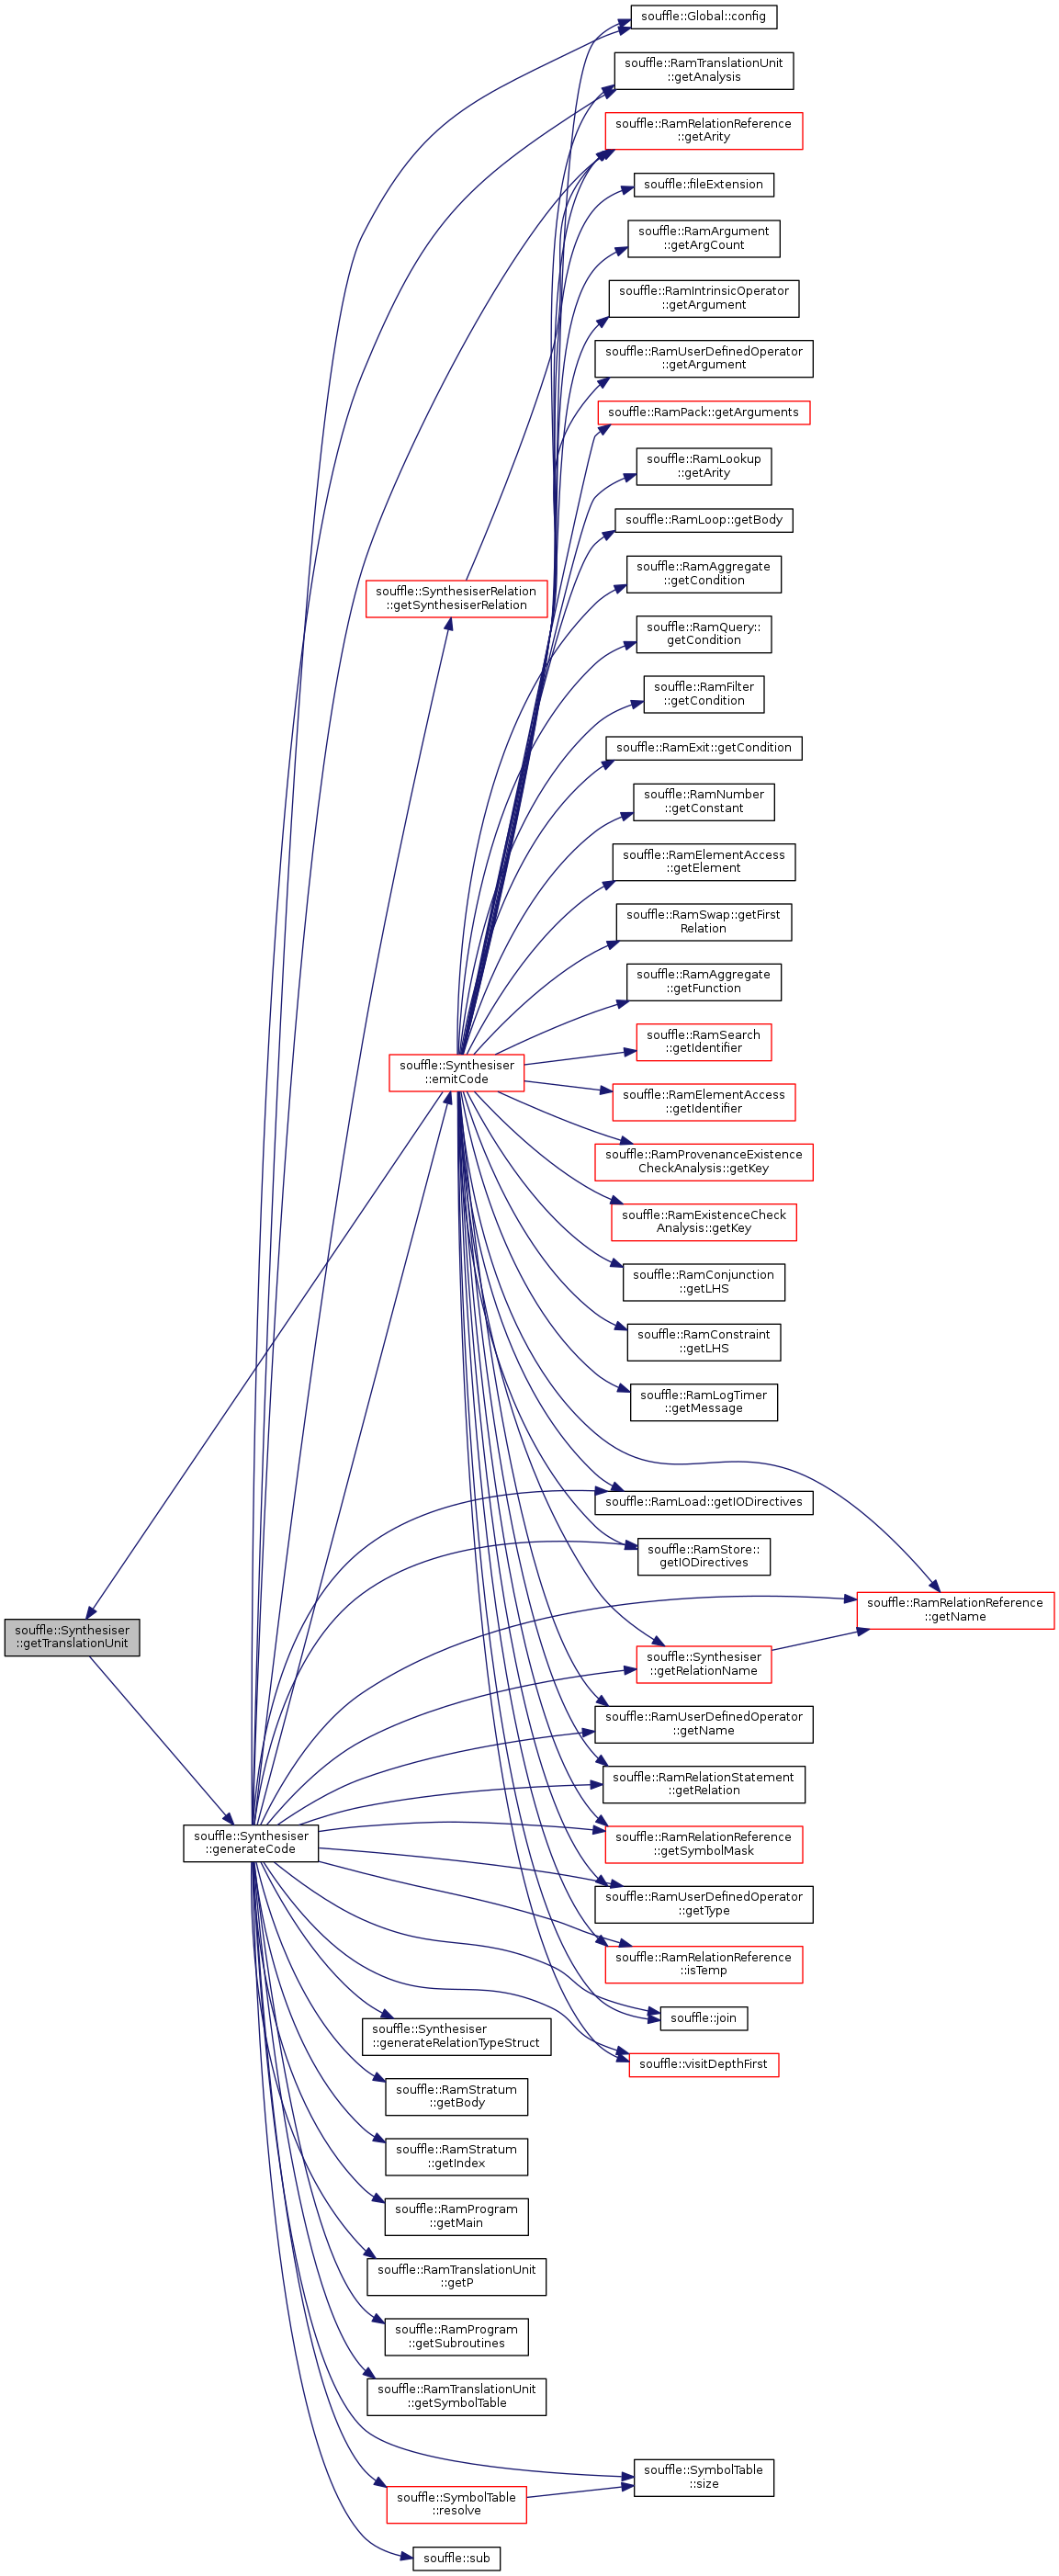 souffle::Global::config
souffle::RamTranslationUnit
::getAnalysis
souffle::RamRelationReference
::getArity
souffle::fileExtension
souffle::RamArgument
::getArgCount
souffle::RamIntrinsicOperator
::getArgument
souffle::RamUserDefinedOperator
::getArgument
souffle::RamPack::getArguments
souffle::RamLookup
::getArity
souffle::RamLoop::getBody
souffle::RamAggregate
::getCondition
souffle::SynthesiserRelation
::getSynthesiserRelation
souffle::RamQuery::
getCondition
souffle::RamFilter
::getCondition
souffle::RamExit::getCondition
souffle::RamNumber
::getConstant
souffle::RamElementAccess
::getElement
souffle::RamSwap::getFirst
Relation
souffle::RamAggregate
::getFunction
souffle::RamSearch
::getIdentifier
souffle::Synthesiser
::emitCode
souffle::RamElementAccess
::getIdentifier
souffle::RamProvenanceExistence
CheckAnalysis::getKey
souffle::RamExistenceCheck
Analysis::getKey
souffle::RamConjunction
::getLHS
souffle::RamConstraint
::getLHS
souffle::RamLogTimer
::getMessage
souffle::RamLoad::getIODirectives
souffle::RamStore::
getIODirectives
souffle::RamRelationReference
::getName
souffle::Synthesiser
::getTranslationUnit
souffle::Synthesiser
::getRelationName
souffle::RamUserDefinedOperator
::getName
souffle::RamRelationStatement
::getRelation
souffle::Synthesiser
::generateCode
souffle::RamRelationReference
::getSymbolMask
souffle::RamUserDefinedOperator
::getType
souffle::RamRelationReference
::isTemp
souffle::join
souffle::Synthesiser
::generateRelationTypeStruct
souffle::visitDepthFirst
souffle::RamStratum
::getBody
souffle::RamStratum
::getIndex
souffle::RamProgram
::getMain
souffle::RamTranslationUnit
::getP
souffle::RamProgram
::getSubroutines
souffle::RamTranslationUnit
::getSymbolTable
souffle::SymbolTable
::size
souffle::SymbolTable
::resolve
souffle::sub